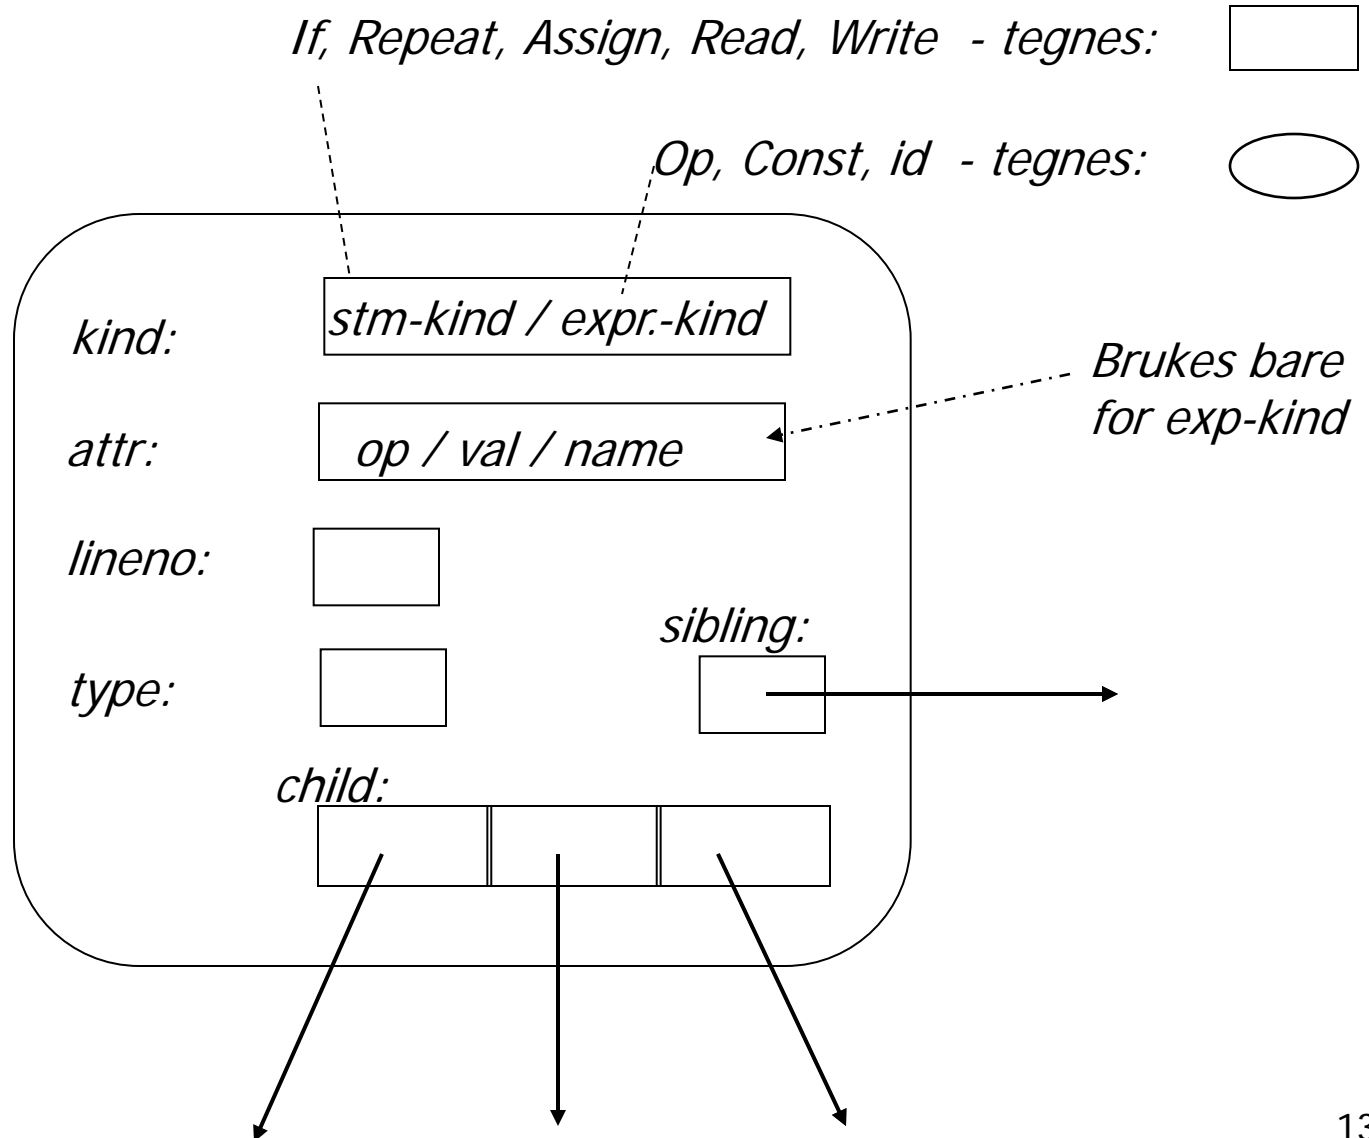 If, Repeat, Assign, Read, Write - tegnes:
Op, Const, id - tegnes:
kind:
stm-kind / expr.-kind
Brukes bare
for exp-kind
attr:
op / val / name
lineno:
sibling:
type:
child:
13